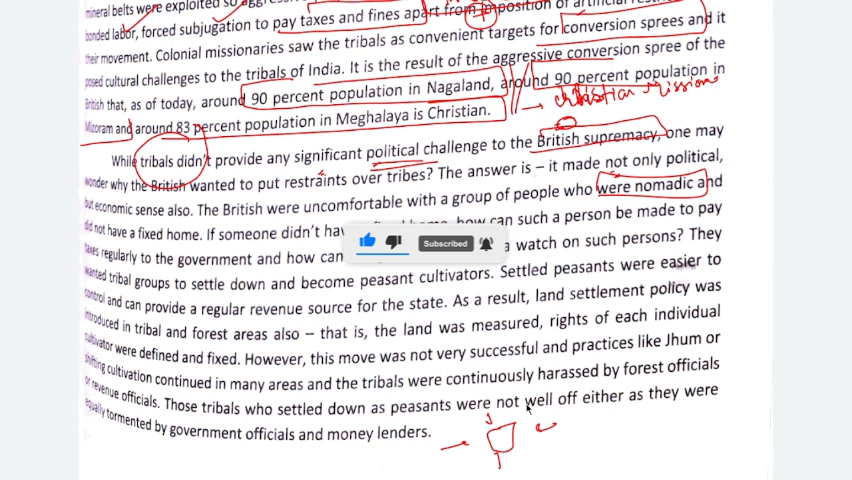 mineral belts were exploited so
bonded labor, forced subjugation to pay taxes and fines apart from imposition of artificial
their movement. Colonial missionaries saw the tribals as convenient targets for conversion sprees and it
posed cultural challenges to the tribals of India. It is the result of the aggressive conversion spree of the
British that, as of today, around 90 percent population in Nagaland, around 90 percent population in
Mizoram and around 83 percent population in Meghalaya is Christian.
→ christian missions
While tribals didn't provide any significant political challenge to the British supremacy, one may
wonder why the British wanted to put restraints over tribes? The answer is – it made not only political,
but economic sense also. The British were uncomfortable with a group of people who were nomadic and
did not have a fixed home. If someone didn't how can such a person be made to pay
taxes regularly to the government and how can a watch on such persons? They
Subscribed
wanted tribal groups to settle down and become peasant cultivators. Settled peasants were easier to
control and can provide a regular revenue source for the state. As a result, land settlement policy was
introduced in tribal and forest areas also – that is, the land was measured, rights of each individual
cultivator were defined and fixed. However, this move was not very successful and practices like Jhum or
shifting cultivation continued in many areas and the tribals were continuously harassed by forest officials
or revenue officials. Those tribals who settled down as peasants were not well off either as they were
equally tormented by government officials and money lenders.